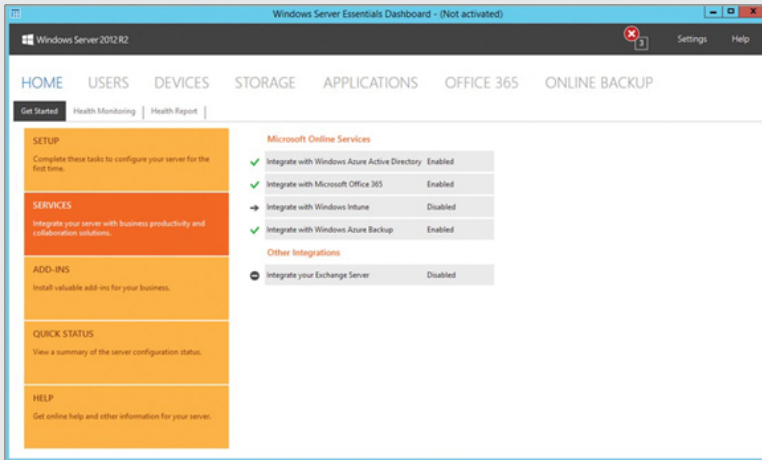 Windows Server Essentials Dashboard - (Not activated)
Windows Server 2012 R2
3
Settings
Help
HOME
USERS
DEVICES
STORAGE
APPLICATIONS
OFFICE 365
ONLINE BACKUP
Get Started
Health Monitoring
Health Report
SETUP
Complete these tasks to configure your server for the
first time.
SERVICES
Integrate your server with business productivity and
collaboration solutions.
ADD-INS
Install valuable add-ins for your business.
QUICK STATUS
View a summary of the server configuration status.
HELP
Get online help and other information for your server.
Microsoft Online Services
Integrate with Windows Azure Active Directory Enabled
Integrate with Microsoft Office 365 Enabled
Integrate with Windows Intune Disabled
Integrate with Windows Azure Backup Enabled
Other Integrations
Integrate your Exchange Server Disabled